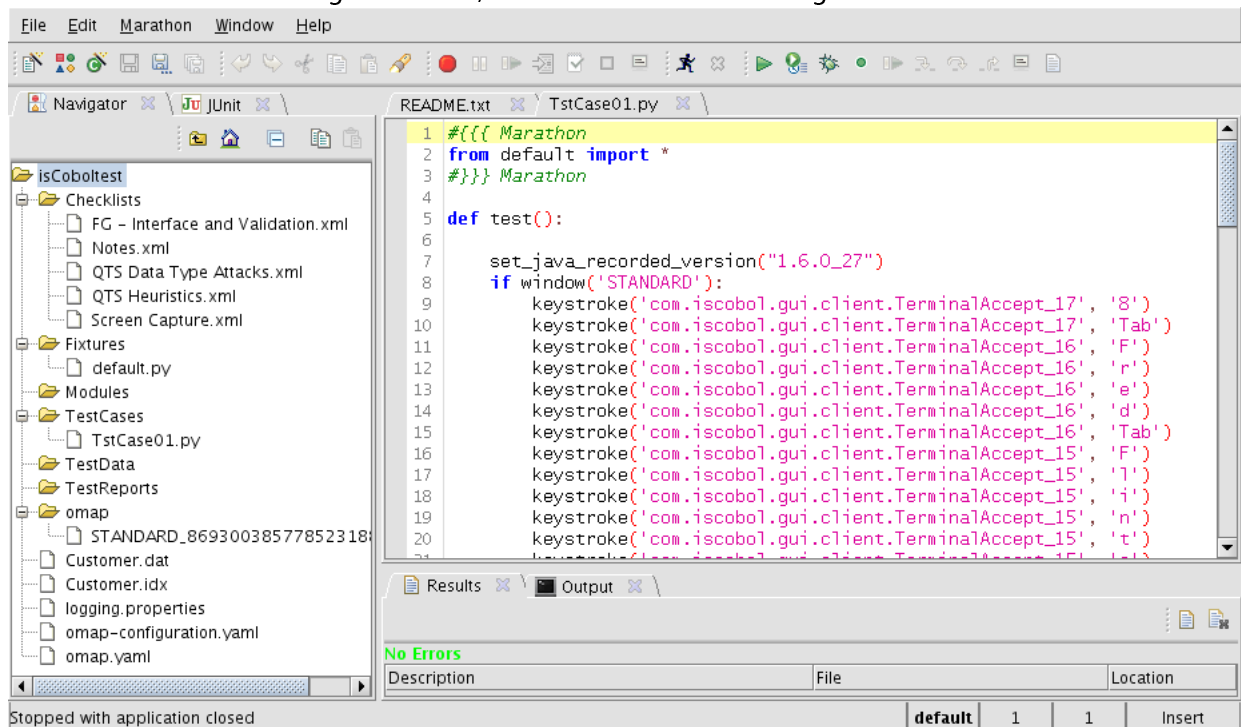 File Edit Marathon Window Help
Navigator JUnit
README.txt TstCase01.py
isCoboltest
Checklists
FG - Interface and Validation.xml
Notes.xml
QTS Data Type Attacks.xml
QTS Heuristics.xml
Screen Capture.xml
Fixtures
default.py
Modules
TestCases
TstCase01.py
TestData
TestReports
omap
Customer.dat
Customer.idx
logging.properties
omap-configuration.yaml
omap.yaml
1 #{{{ Marathon
2 from default import *
3 #}}} Marathon
4
5 def test():
6
7 set_java_recorded_version("1.6.0_27")
8 if window('STANDARD'):
9 keystroke('com.iscobol.gui.client.TerminalAccept_17', '8')
10 keystroke('com.iscobol.gui.client.TerminalAccept_17', 'Tab')
11 keystroke('com.iscobol.gui.client.TerminalAccept_16', 'F')
12 keystroke('com.iscobol.gui.client.TerminalAccept_16', 'r')
13 keystroke('com.iscobol.gui.client.TerminalAccept_16', 'e')
14 keystroke('com.iscobol.gui.client.TerminalAccept_16', 'd')
15 keystroke('com.iscobol.gui.client.TerminalAccept_16', 'Tab')
16 keystroke('com.iscobol.gui.client.TerminalAccept_15', 'F')
17 keystroke('com.iscobol.gui.client.TerminalAccept_15', 'l')
18 keystroke('com.iscobol.gui.client.TerminalAccept_15', 'i')
19 keystroke('com.iscobol.gui.client.TerminalAccept_15', 'n')
20 keystroke('com.iscobol.gui.client.TerminalAccept_15', 't')
Results Output
No Errors
Description File Location
Stopped with application closed default 1 1 Insert